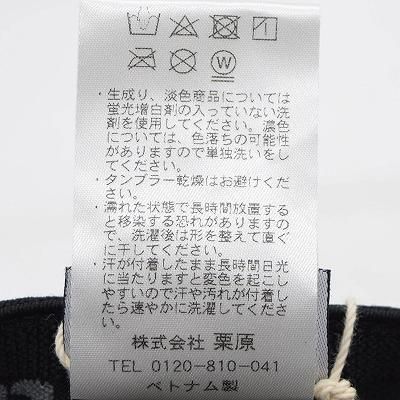 ・生成り、淡色商品については
蛍光増白剤の入っていない洗
剤を使用してください。濃色
については、色落ちの可能性
がありますので単独洗いをし
てください。
・タンブラー乾燥はお避けくだ
さい。
・濡れた状態で長時間放置する
と移染する恐れがありますの
で、洗濯後は形を整えて直ぐ
に干してください。
・汗が付着したまま長時間日光
に当たりますと変色を起こし
やすいので汗や汚れが付着し
たら速やかに洗濯してくださ
い。
株式会社 栗原
TEL 0120-810-041
ベトナム製
W